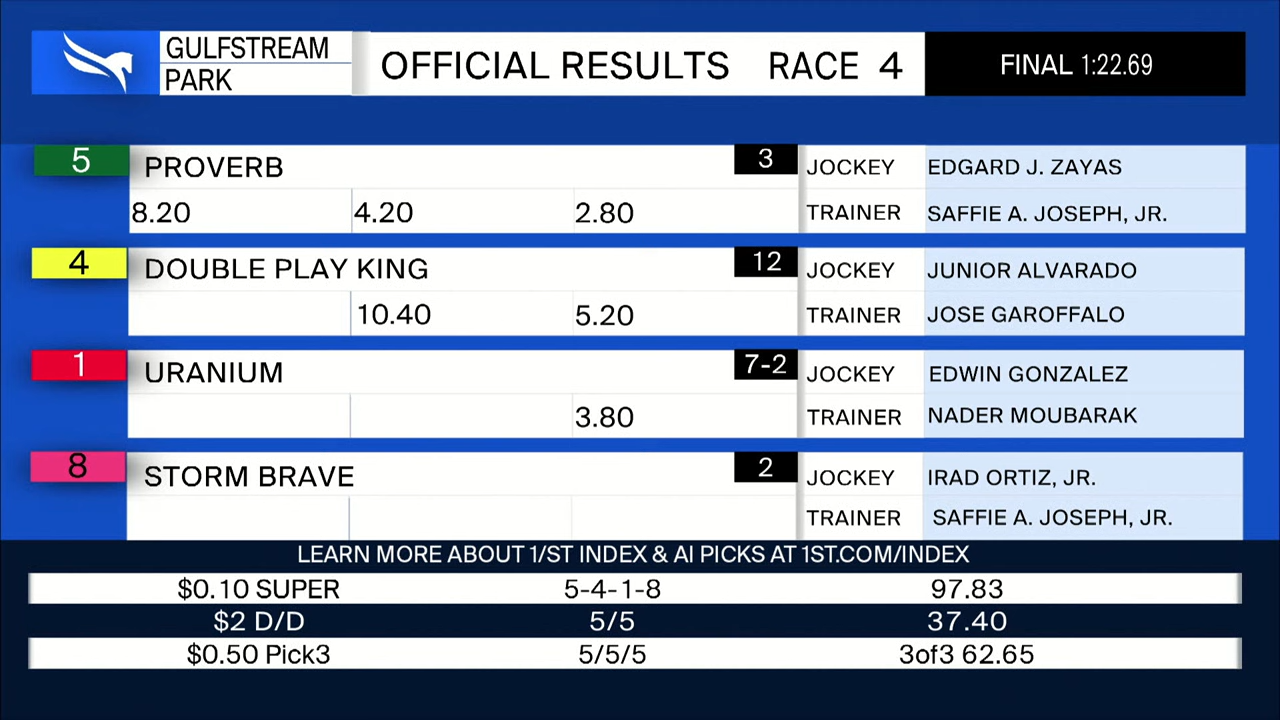 GULFSTREAM PARK OFFICIAL RESULTS RACE 4 FINAL 1:22.69
5 PROVERB 3 JOCKEY EDGARD J. ZAYAS
8.20 4.20 2.80 TRAINER SAFFIE A. JOSEPH, JR.
4 DOUBLE PLAY KING 12 JOCKEY JUNIOR ALVARADO
10.40 5.20 TRAINER JOSE GAROFFALO
1 URANIUM 7-2 JOCKEY EDWIN GONZALEZ
3.80 TRAINER NADER MOUBARAK
8 STORM BRAVE 2 JOCKEY IRAD ORTIZ, JR.
TRAINER SAFFIE A. JOSEPH, JR.
LEARN MORE ABOUT 1/ST INDEX & AI PICKS AT 1ST.COM/INDEX
$0.10 SUPER 5-4-1-8 97.83
$2 D/D 5/5 37.40
$0.50 Pick3 5/5/5 3of3 62.65